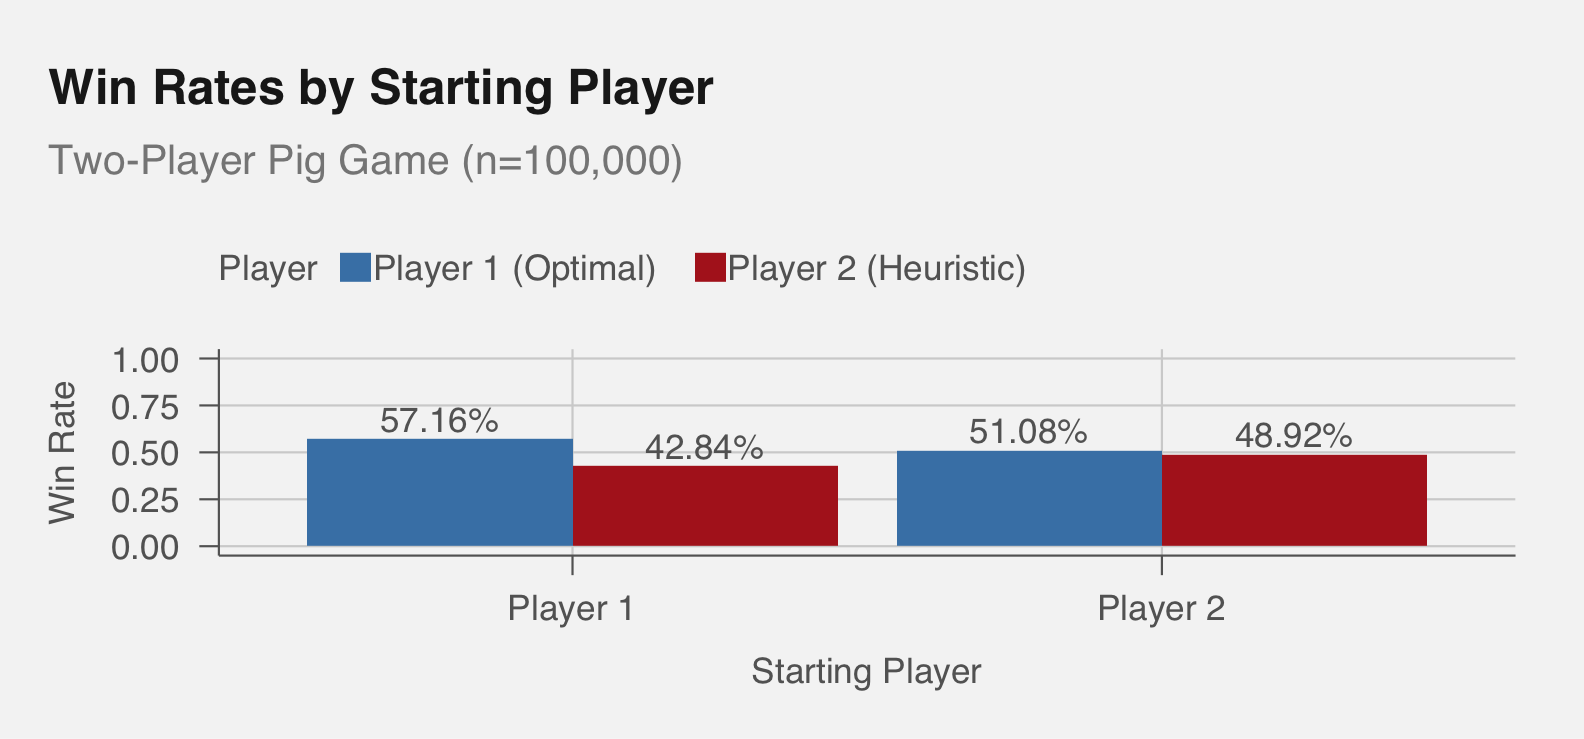 Win Rates by Starting Player
Two-Player Pig Game (n=100,000)
Player Player 1 (Optimal) Player 2 (Heuristic)
Win Rate
1.00
0.75
0.50
0.25
0.00
57.16%
42.84%
51.08%
48.92%
Player 1
Player 2
Starting Player